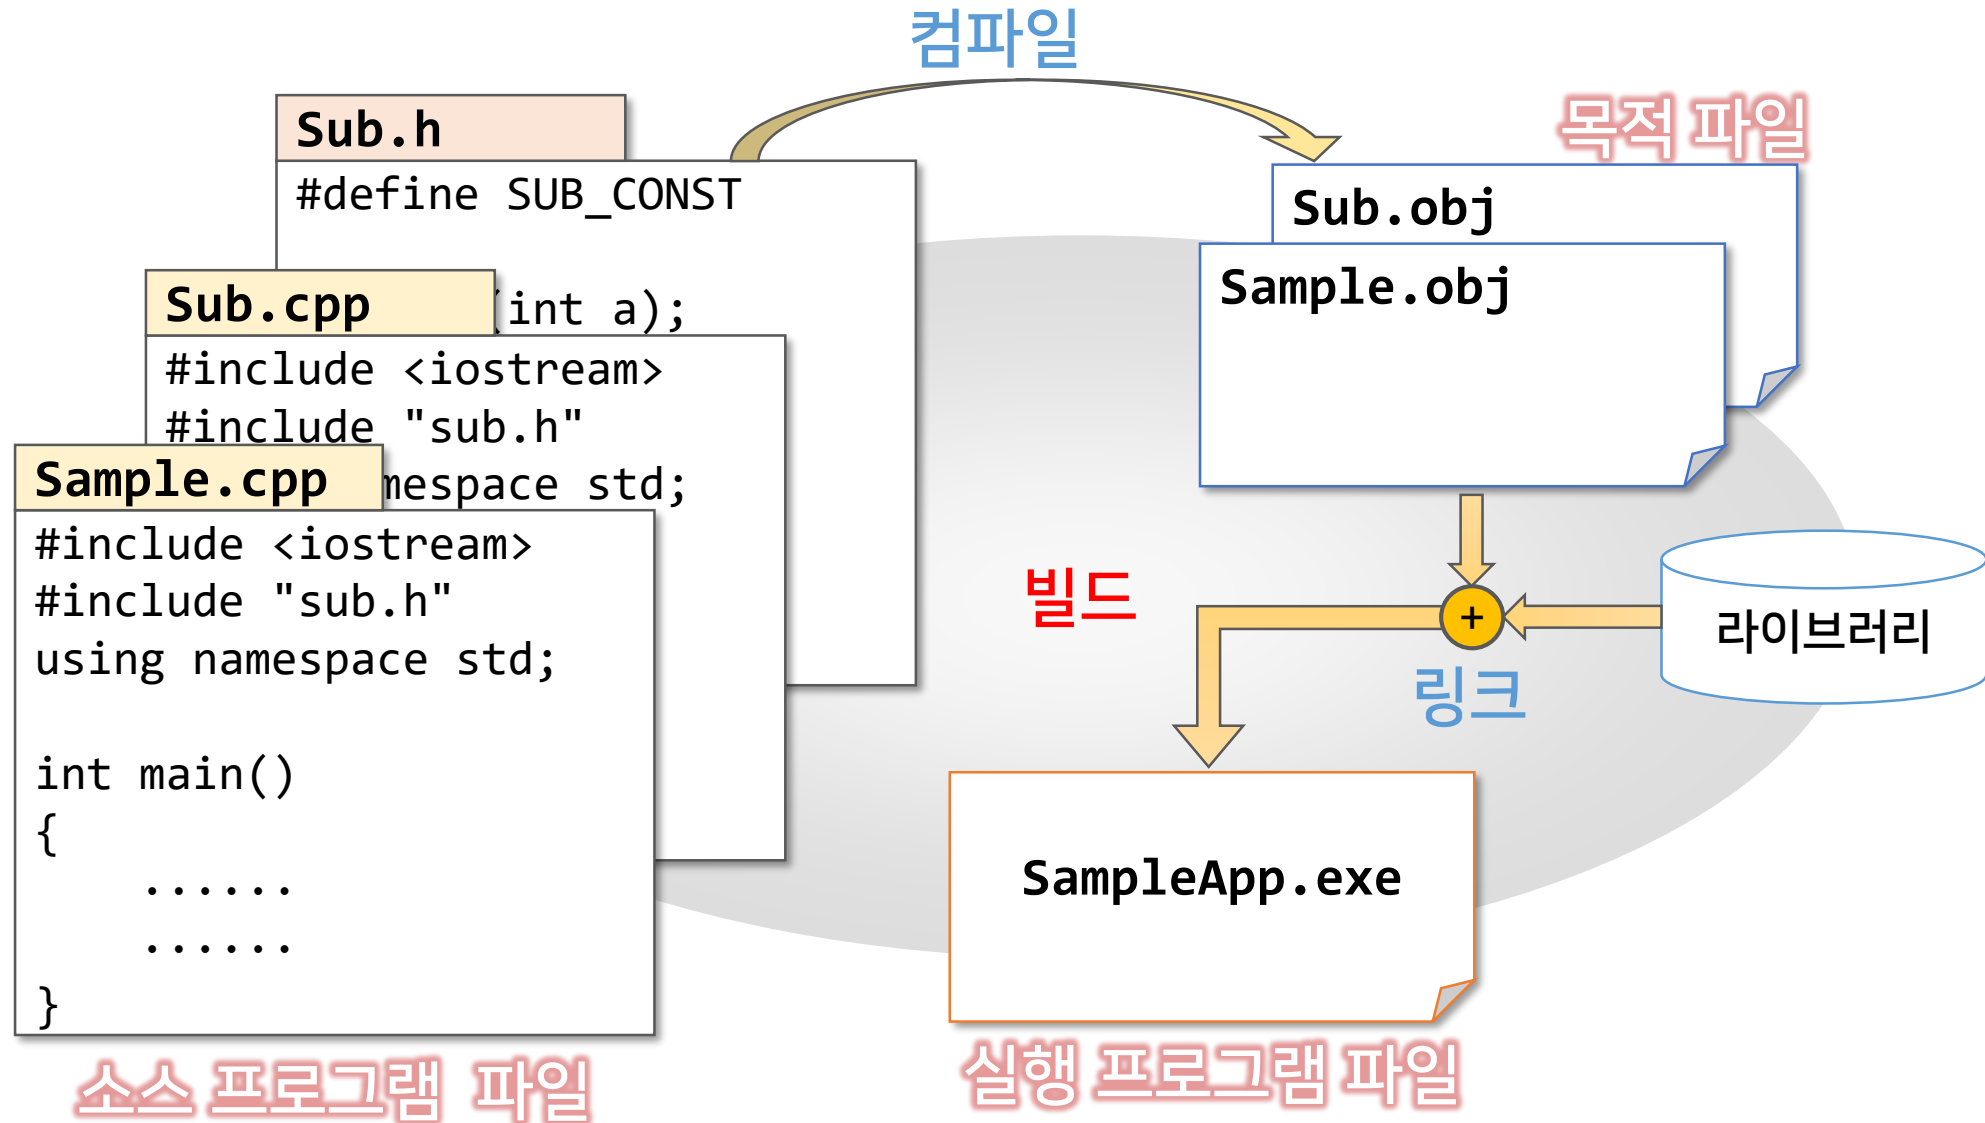 컴파일
Sub.h
#define SUB_CONST
(int a);
Sub.cpp
#include <iostream>
#include "sub.h"
mespace std;
Sample.cpp
#include <iostream>
#include "sub.h"
using namespace std;
int main()
{
......
......
}
소스 프로그램 파일
목적 파일
Sub.obj
Sample.obj
빌드
+
링크
라이브러리
SampleApp.exe
실행 프로그램 파일